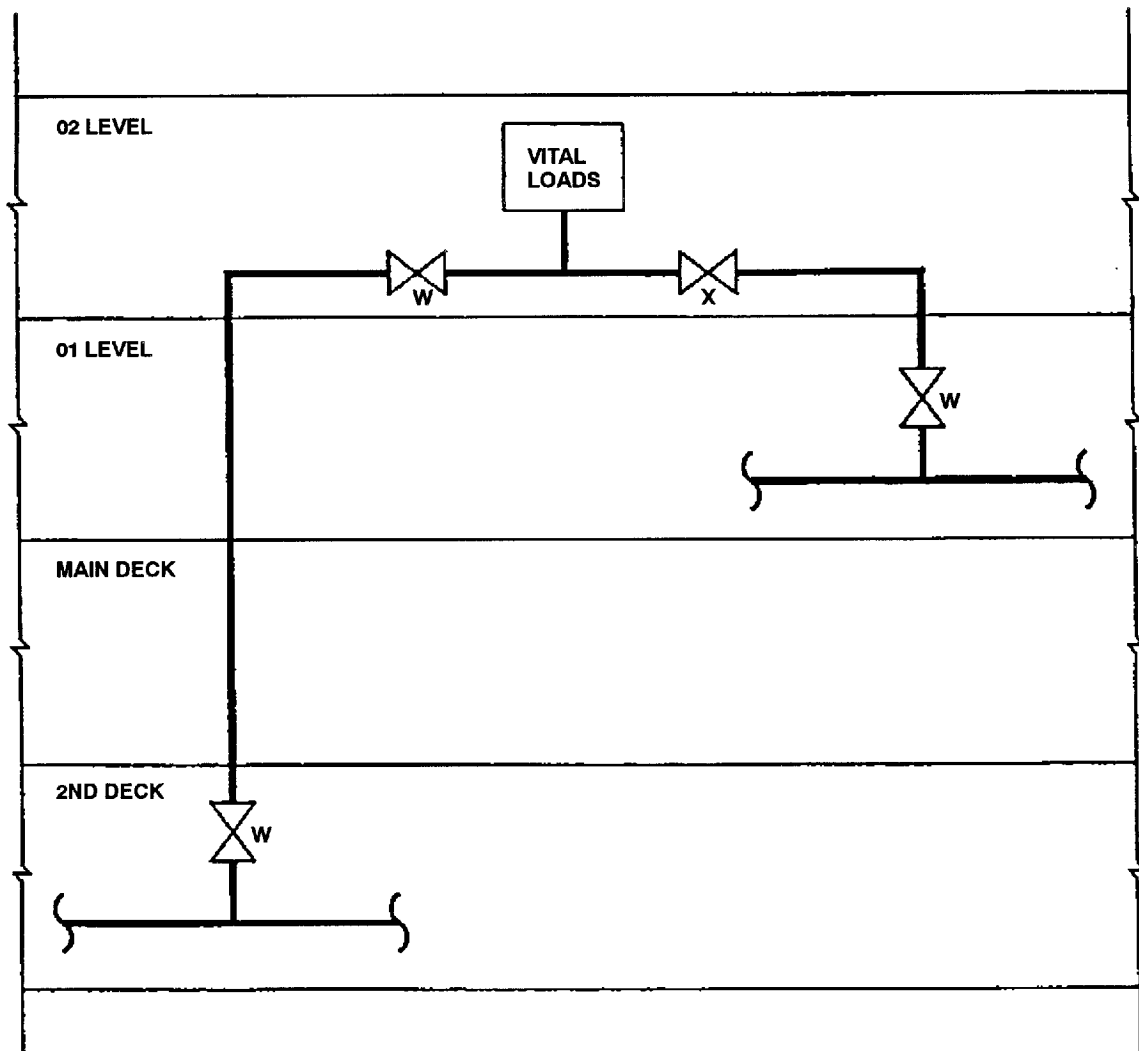 02 LEVEL
VITAL
LOADS
W
X
01 LEVEL
W
MAIN DECK
2ND DECK
W